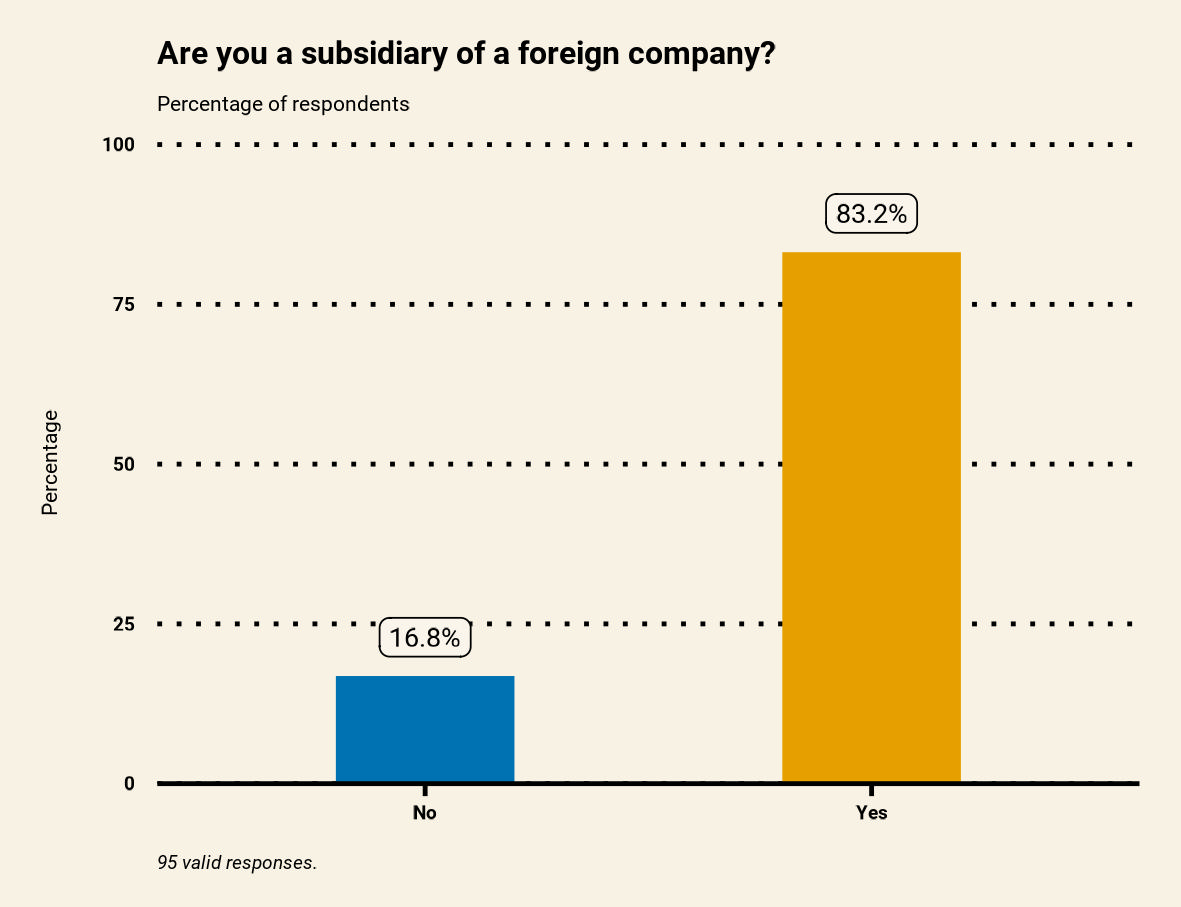 Are you a subsidiary of a foreign company?
Percentage of respondents
100
83.2%
75
50
Percentage
25
16.8%
0
No
Yes
95 valid responses.